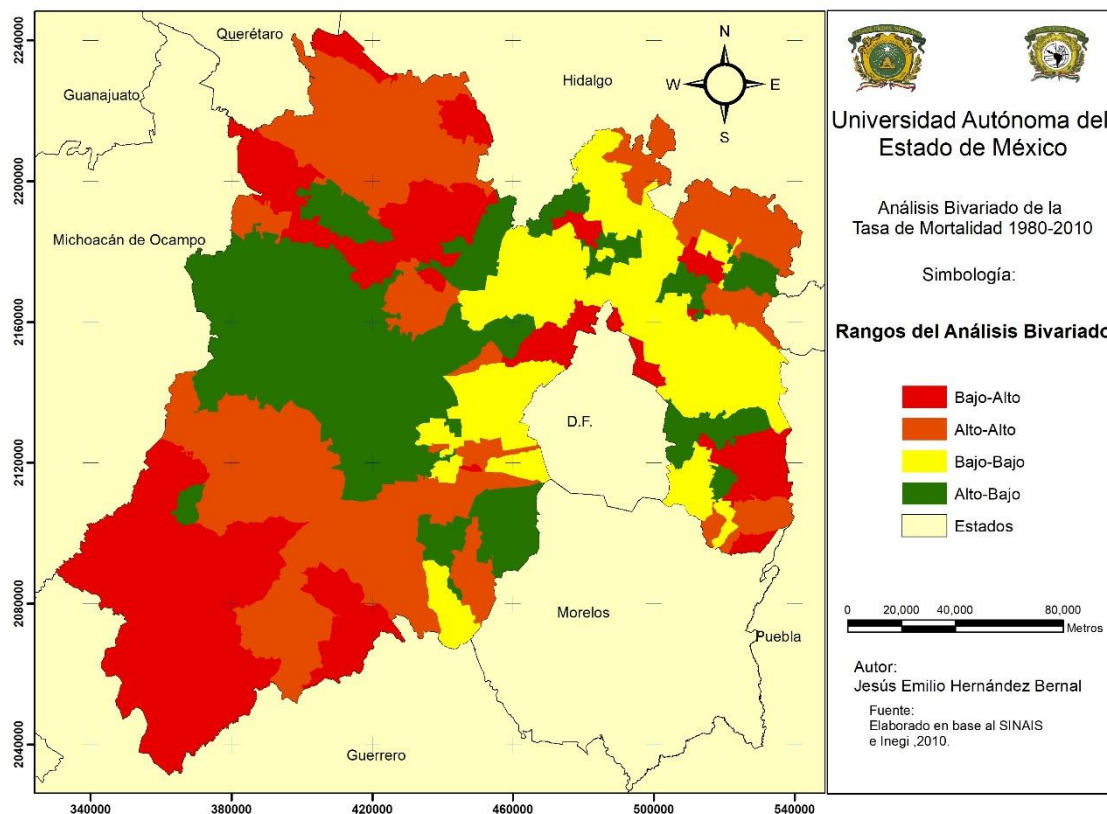 2240000
2200000
2160000
2120000
2080000
2040000
340000
380000
420000
460000
500000
540000
Querétaro
Guanajuato
Hidalgo
Michoacán de Ocampo
D.F.
Morelos
Puebla
Guerrero
N
W
E
S
Universidad Autónoma del
Estado de México
Análisis Bivariado de la
Tasa de Mortalidad 1980-2010
Simbología:
Rangos del Análisis Bivariado
Bajo-Alto
Alto-Alto
Bajo-Bajo
Alto-Bajo
Estados
0 20,000 40,000 80,000
Metros
Autor:
Jesús Emilio Hernández Bernal
Fuente:
Elaborado en base al SINAIS
e Inegi ,2010.